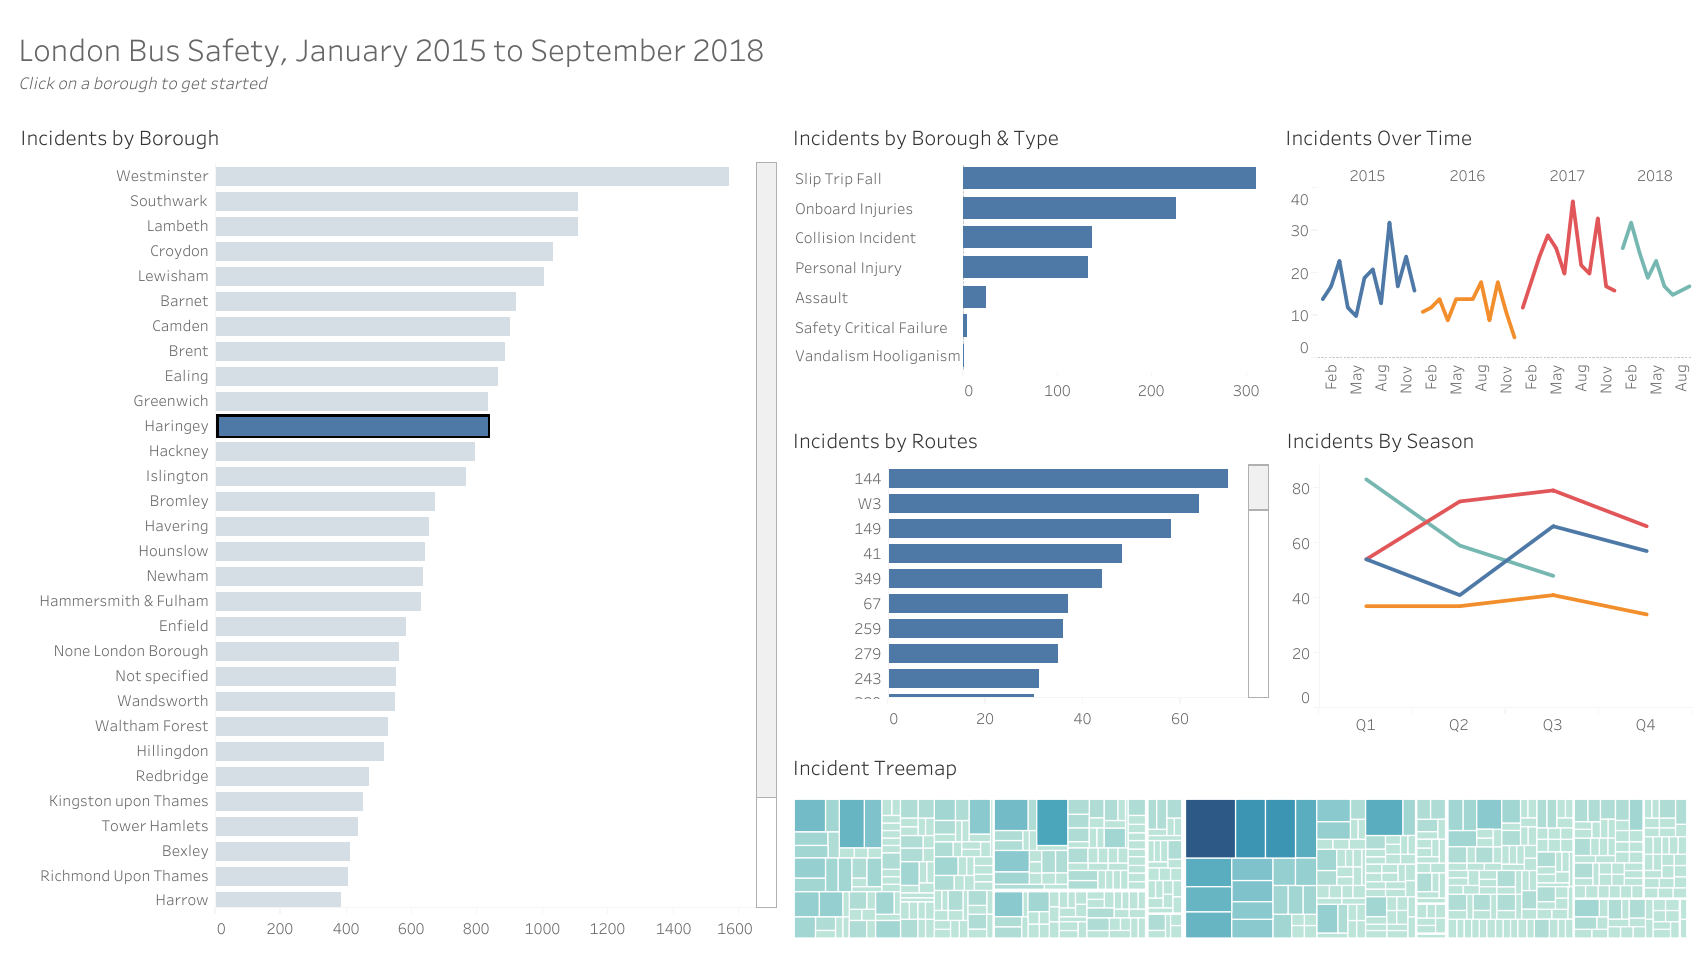 London Bus Safety, January 2015 to September 2018
Click on a borough to get started
Incidents by Borough
Westminster
Southwark
Lambeth
Croydon
Lewisham
Barnet
Camden
Brent
Ealing
Greenwich
Haringey
Hackney
Islington
Bromley
Havering
Hounslow
Newham
Hammersmith & Fulham
Enfield
None London Borough
Not specified
Wandsworth
Waltham Forest
Hillingdon
Redbridge
Kingston upon Thames
Tower Hamlets
Bexley
Richmond Upon Thames
Harrow
0 200 400 600 800 1000 1200 1400 1600
Incidents by Borough & Type
Slip Trip Fall
Onboard Injuries
Collision Incident
Personal Injury
Assault
Safety Critical Failure
Vandalism Hooliganism
0 100 200 300
Incidents Over Time
2015 2016 2017 2018
40
30
20
10
0
Feb May Aug Nov Feb May Aug Nov Feb May Aug Nov Feb May Aug
Incidents by Routes
144
W3
149
41
349
67
259
279
243
0 20 40 60
Incidents By Season
80
60
40
20
0
Q1 Q2 Q3 Q4
Incident Treemap